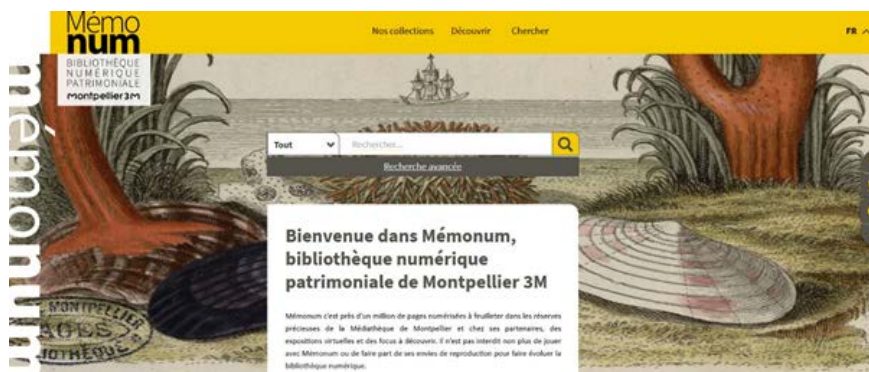 Mémo
num
BIBLIOTHÈQUE
NUMÉRIQUE
PATRIMONIALE
montpellier3m
Nos collections Découvrir Chercher
FR
mémonum
Tout
Rechercher...
Recherche avancée
Bienvenue dans Mémonum,
bibliothèque numérique
patrimoniale de Montpellier 3M
Mémonum c'est près d'un million de pages numérisées à feuilleter dans les réserves
précieuses de la Médiathèque de Montpellier et chez ses partenaires, des
expositions virtuelles et des focus à découvrir. Il n'est pas interdit non plus de jouer
avec Mémonum ou de faire part de ses envies de reproduction pour faire évoluer la
bibliothèque numérique.
MONTPELLIER